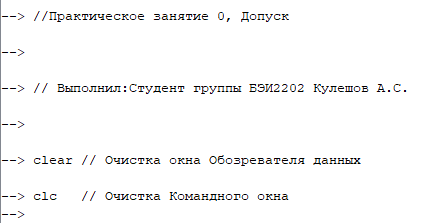 --> //Практическое занятие 0, Допуск
-->
--> // Выполнил:Студент группы БЭИ2202 Кулешов А.С.
-->
--> clear // Очистка окна Обозревателя данных
--> clc   // Очистка Командного окна
-->